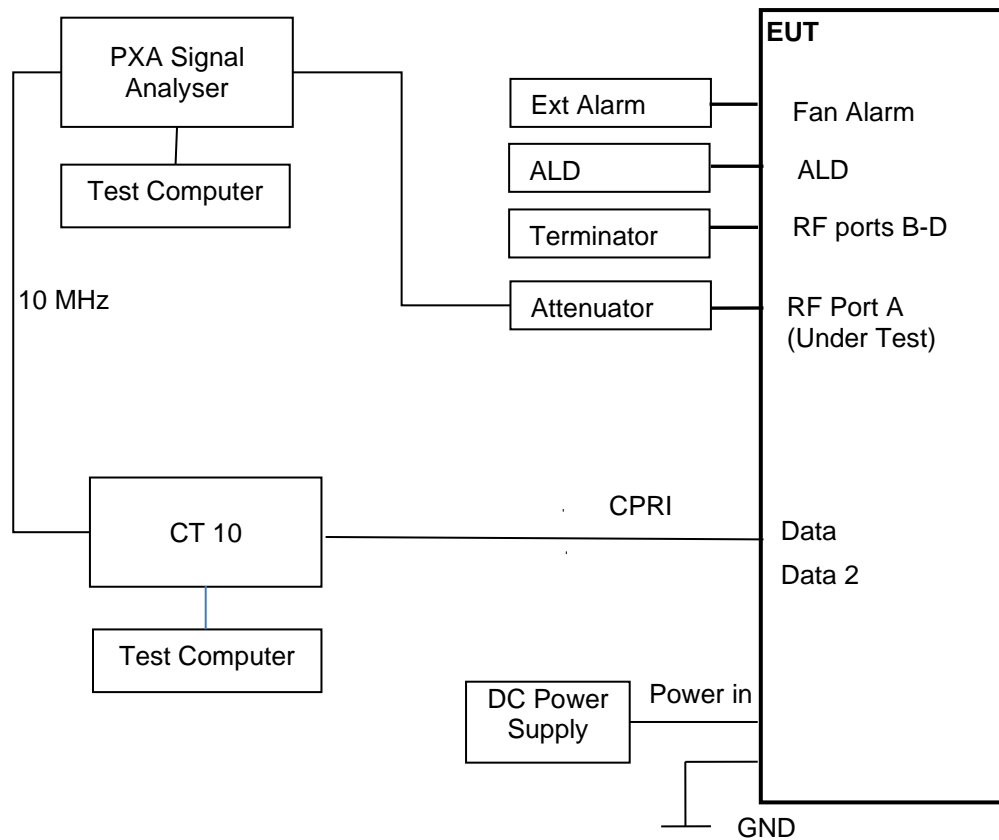 EUT
PXA Signal
Analyser
Test Computer
Ext Alarm
Fan Alarm
ALD
ALD
Terminator
RF ports B-D
10 MHz
Attenuator
RF Port A
(Under Test)
CT 10
CPRI
Data
Data 2
Test Computer
DC Power
Supply
Power in
GND